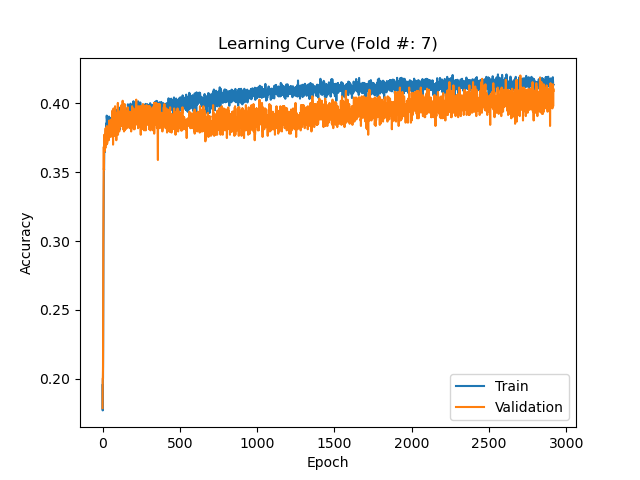 Learning Curve (Fold #: 7)
Accuracy
0.40
0.35
0.30
0.25
0.20
0 500 1000 1500 2000 2500 3000
Epoch
Train
Validation